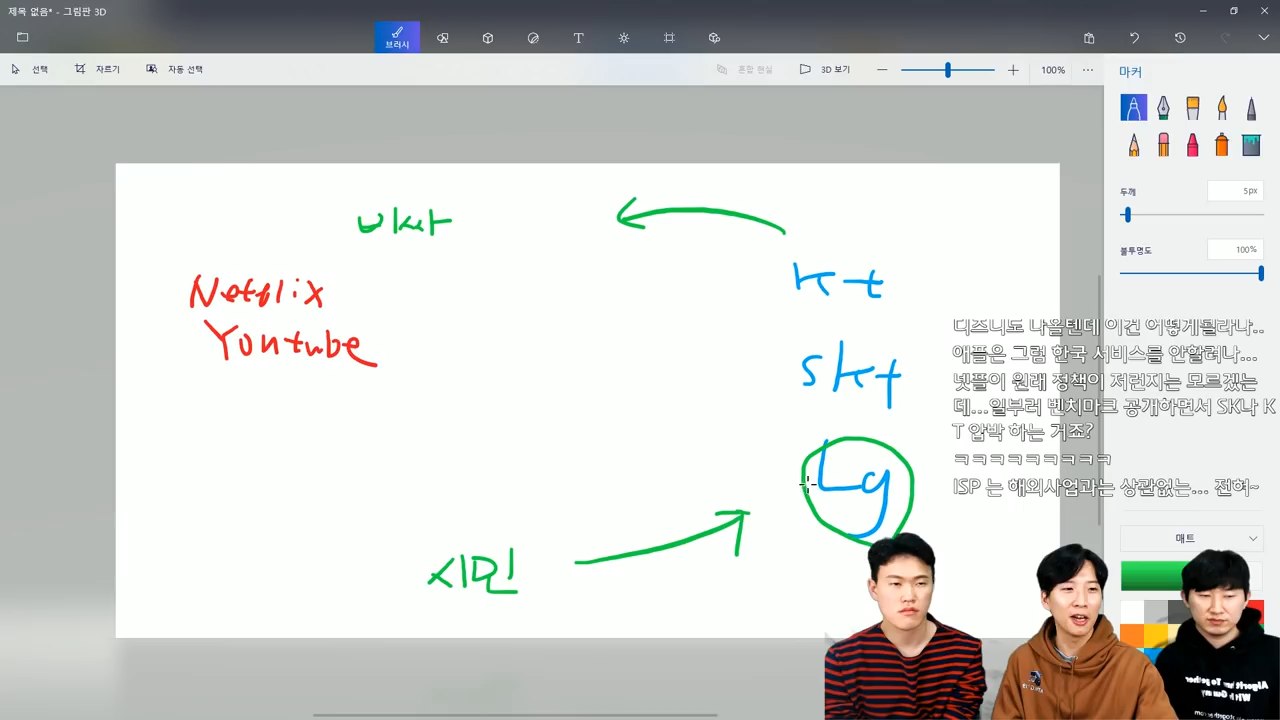 제목 없음* - 그림판 3D
브러시
선택
자르기
자동 선택
혼합 현실
3D 보기
100%
마커
두께
5px
불투명도
100%
매트
Netflix
Youtube
kt
skt
Lg
시민
디즈니도 나올텐데 이건 어떻게될라나..
애플은 그럼 한국 서비스를 안할려나...
넷플이 원래 정책이 저런지는 모르겠는
데...일부러 벤치마크 공개하면서 SK나 K
T 압박 하는 거죠?
ㅋㅋㅋㅋㅋㅋㅋㅋㅋ
ISP 는 해외사업과는 상관없는... 전혀~